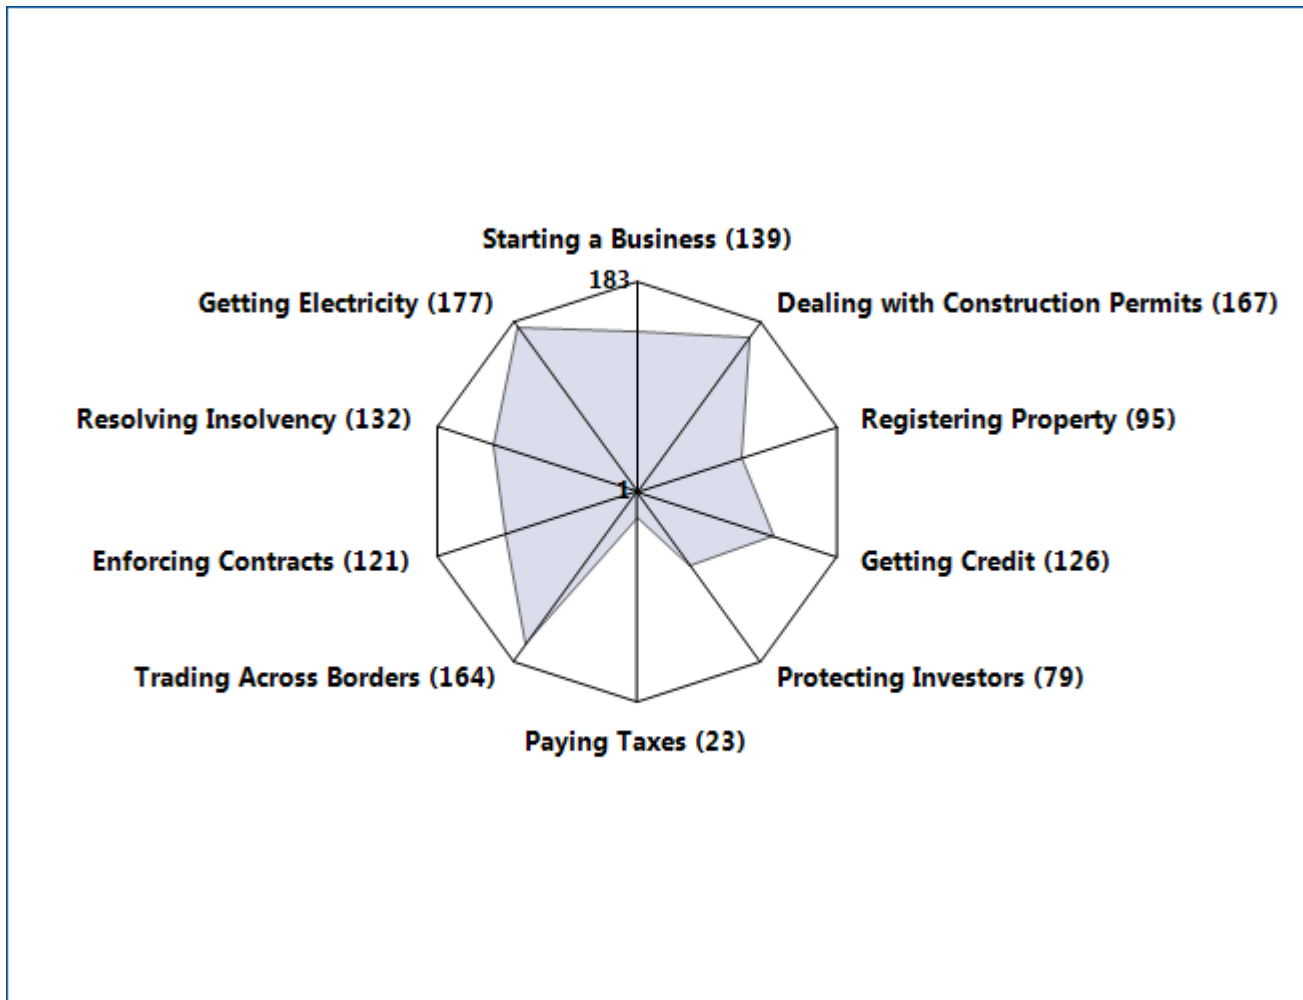 Starting a Business (139)
183
Getting Electricity (177)
Dealing with Construction Permits (167)
Resolving Insolvency (132)
Registering Property (95)
1
Enforcing Contracts (121)
Getting Credit (126)
Trading Across Borders (164)
Protecting Investors (79)
Paying Taxes (23)